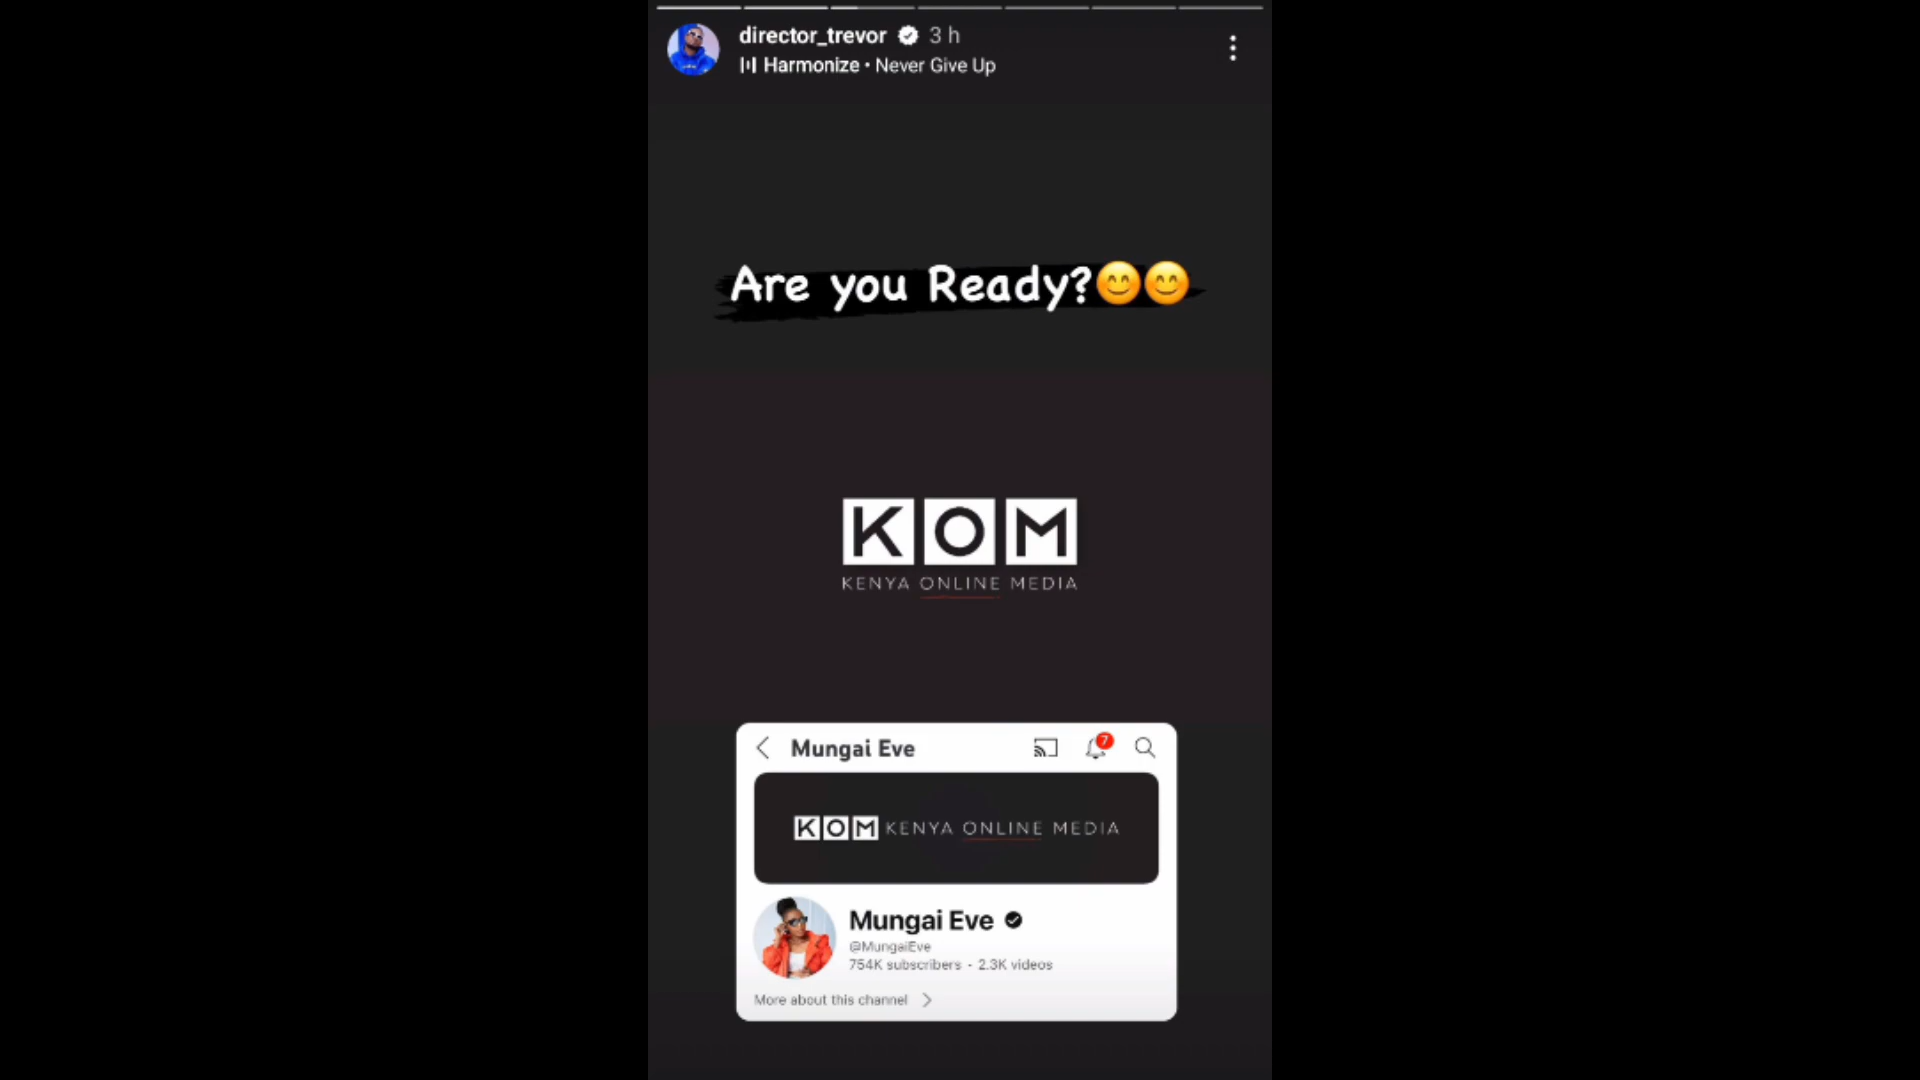 director_trevor 3 h
Harmonize • Never Give Up
Are you Ready?😊😊
KOM
KENYA ONLINE MEDIA
Mungai Eve
7
KOM KENYA ONLINE MEDIA
Mungai Eve
@MungaiEve
754K subscribers - 2.3K videos
More about this channel